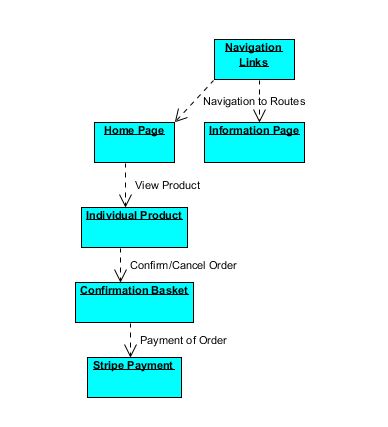 Navigation
Links
Navigation to Routes
Home Page
Information Page
View Product
Individual Product
Confirm/Cancel Order
Confirmation Basket
Payment of Order
Stripe Payment